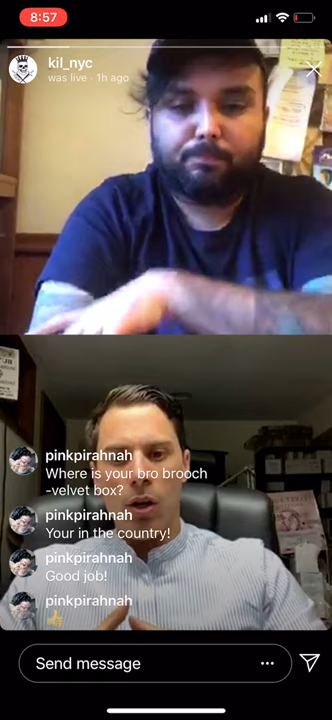 8:57
kil_nyc
was live · 1h ago
pinkpirahnah
Where is your bro brooch
-velvet box?
pinkpirahnah
Your in the country!
pinkpirahnah
Good job!
pinkpirahnah
👍
Send message